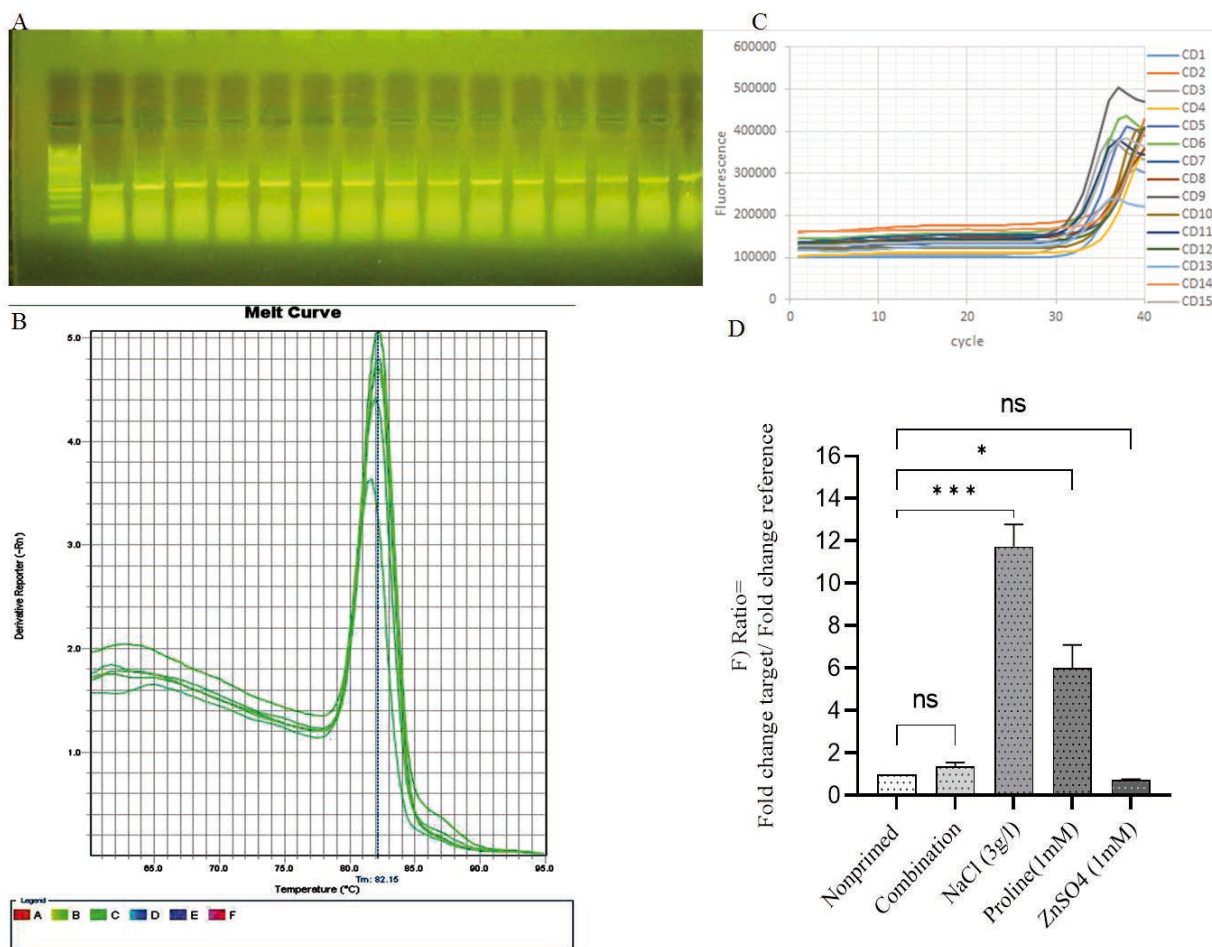 A
B
Melt Curve
5.0
4.0
3.0
2.0
1.0
Derivative Reporter (-Rn)
65.0 70.0 75.0 80.0 85.0 90.0 95.0
Tm: 82.15
Temperature (°C)
Legend
A B C D E F
C
600000
500000
400000
300000
200000
100000
0
Fluorescence
0 10 20 30 40
cycle
CD1
CD2
CD3
CD4
CD5
CD6
CD7
CD8
CD9
CD10
CD11
CD12
CD13
CD14
CD15
D
ns
*
***
ns
16
14
12
10
8
6
4
2
0
F) Ratio=
Fold change target/ Fold change reference
Nonprimed
Combination
NaCl (3g/l)
Proline(1mM)
ZnSO4 (1mM)